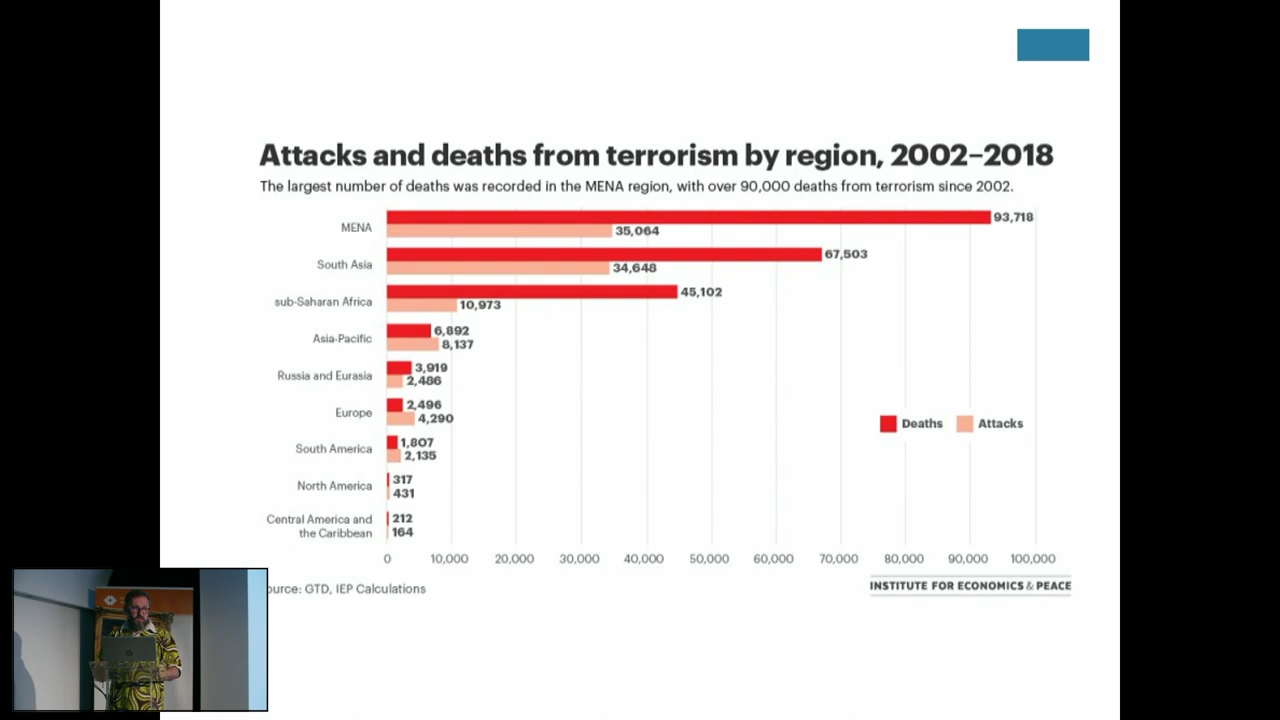 Attacks and deaths from terrorism by region, 2002–2018
The largest number of deaths was recorded in the MENA region, with over 90,000 deaths from terrorism since 2002.
MENA
93,718
35,064
South Asia
67,503
34,648
sub-Saharan Africa
45,102
10,973
Asia-Pacific
6,892
8,137
Russia and Eurasia
3,919
2,486
Europe
2,496
4,290
Deaths
Attacks
South America
1,807
2,135
North America
317
431
Central America and
the Caribbean
212
164
0 10,000 20,000 30,000 40,000 50,000 60,000 70,000 80,000 90,000 100,000
ource: GTD, IEP Calculations
INSTITUTE FOR ECONOMICS & PEACE
hp